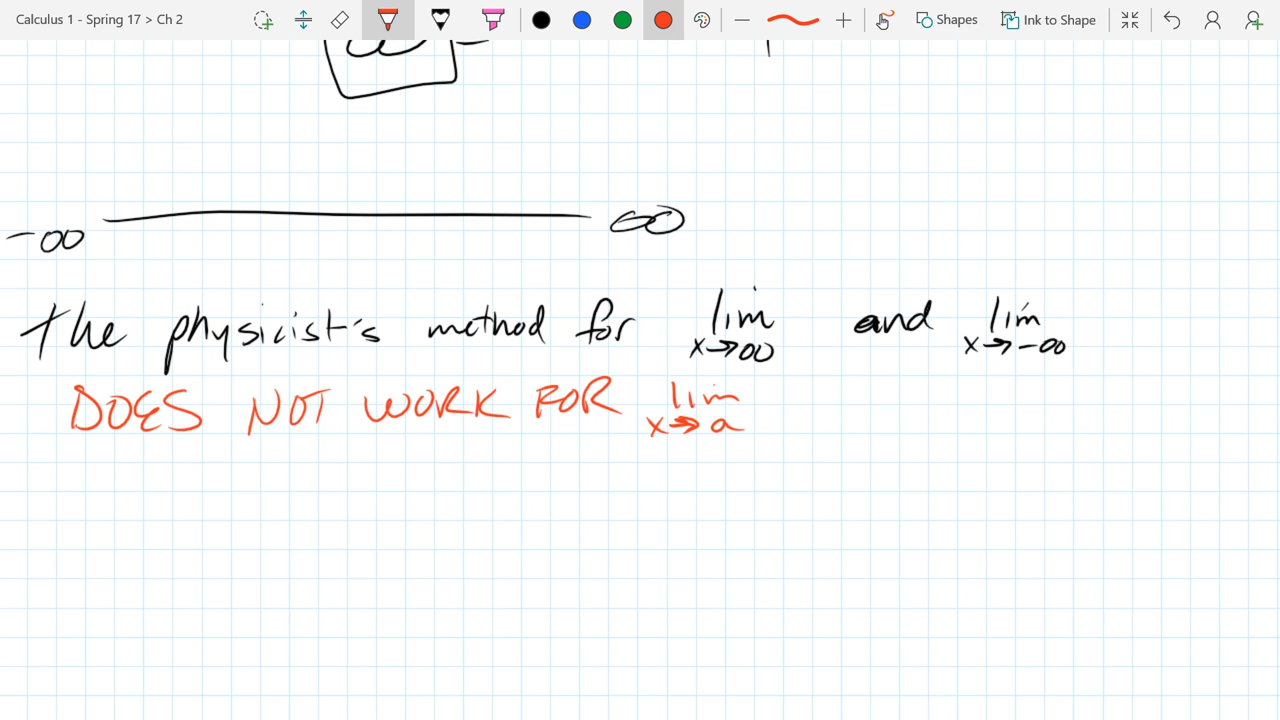 Calculus 1 - Spring 17 > Ch 2
Shapes
Ink to Shape
-∞ ∞
The physicist's method for lim x→∞ and lim x→-∞
DOES NOT WORK FOR lim x→a